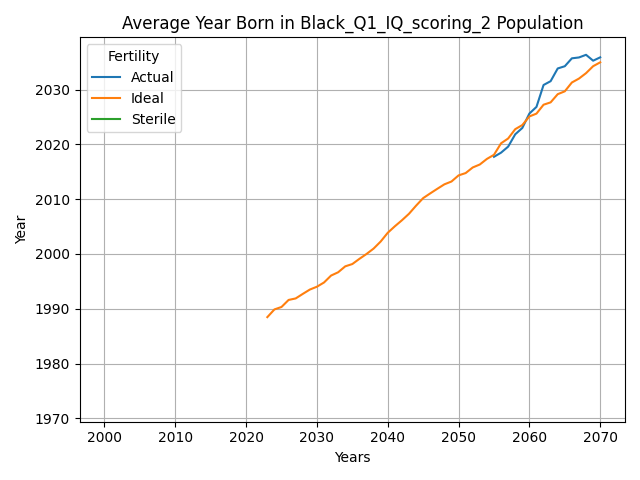 Average Year Born in Black_Q1_IQ_scoring_2 Population
Fertility
Actual
Ideal
Sterile
Year
2030
2020
2010
2000
1990
1980
1970
2000 2010 2020 2030 2040 2050 2060 2070
Years